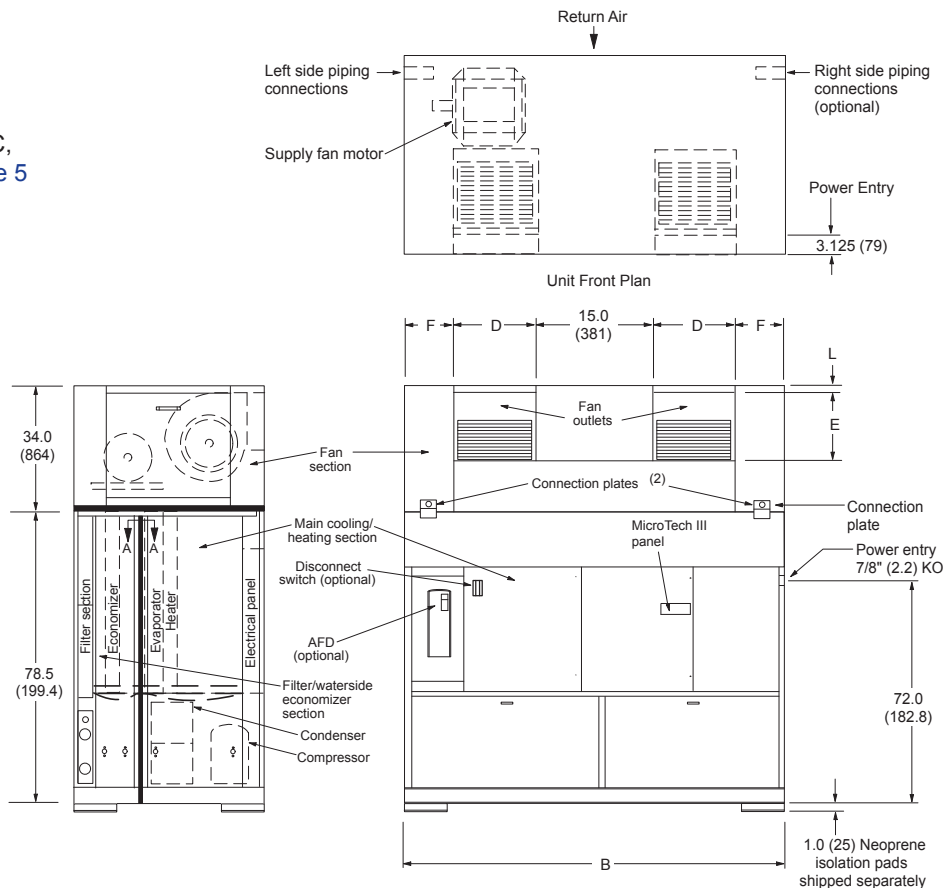 Return Air
Left side piping
connections
Right side piping
connections
(optional)
Supply fan motor
C,
e 5
Power Entry
3.125 (79)
Unit Front Plan
F
D
15.0
(381)
D
F
L
E
34.0
(864)
Fan
outlets
Fan
section
Connection plates (2)
Connection
plate
Main cooling/
heating section
MicroTech III
panel
Power entry
7/8" (2.2) KO
A
A
Disconnect
switch (optional)
Filter section
Economizer
Evaporator
Heater
Electrical panel
AFD
(optional)
78.5
(199.4)
Filter/waterside
economizer
section
72.0
(182.8)
Condenser
Compressor
B
1.0 (25) Neoprene
isolation pads
shipped separately